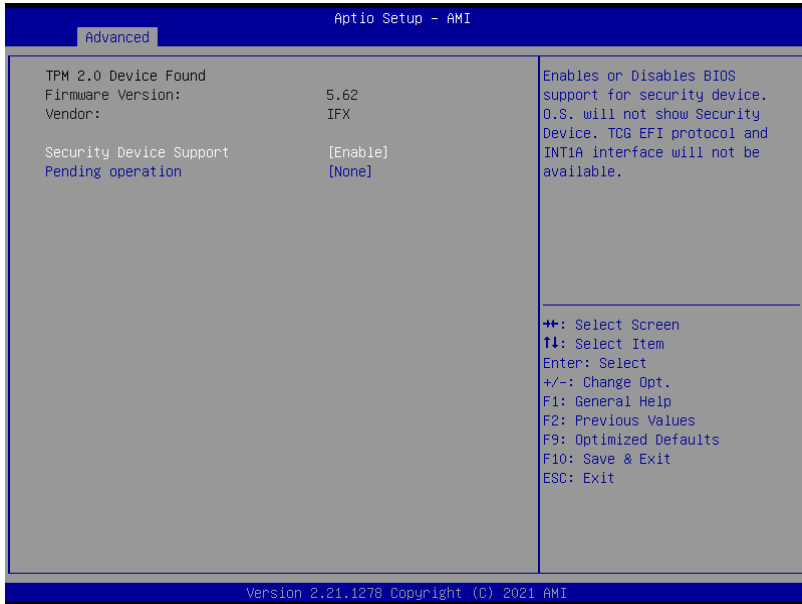 Aptio Setup – AMI
Advanced
TPM 2.0 Device Found
Firmware Version: 5.62
Vendor: IFX
Security Device Support [Enable]
Pending operation [None]
Enables or Disables BIOS
support for security device.
O.S. will not show Security
Device. TCG EFI protocol and
INT1A interface will not be
available.
→←: Select Screen
↑↓: Select Item
Enter: Select
+/-: Change Opt.
F1: General Help
F2: Previous Values
F9: Optimized Defaults
F10: Save & Exit
ESC: Exit
Version 2.21.1278 Copyright (C) 2021 AMI